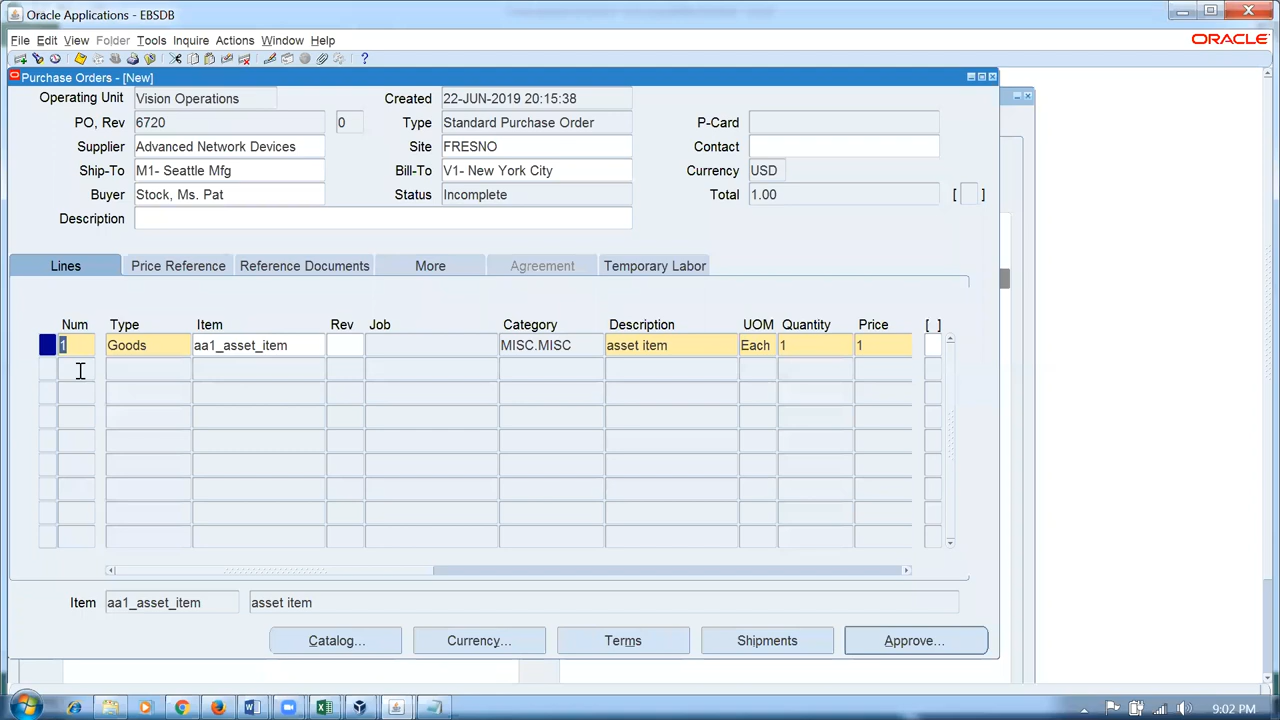 Oracle Applications - EBSDB
File Edit View Folder Tools Inquire Actions Window Help
ORACLE
Purchase Orders - [New]
Operating Unit Vision Operations Created 22-JUN-2019 20:15:38
PO, Rev 6720 0 Type Standard Purchase Order P-Card
Supplier Advanced Network Devices Site FRESNO Contact
Ship-To M1- Seattle Mfg Bill-To V1- New York City Currency USD
Buyer Stock, Ms. Pat Status Incomplete Total 1.00 [ ]
Description
Lines Price Reference Reference Documents More Agreement Temporary Labor
Num Type Item Rev Job Category Description UOM Quantity Price [ ]
1 Goods aa1_asset_item MISC.MISC asset item Each 1 1
Item aa1_asset_item asset item
Catalog... Currency... Terms Shipments Approve...
9:02 PM